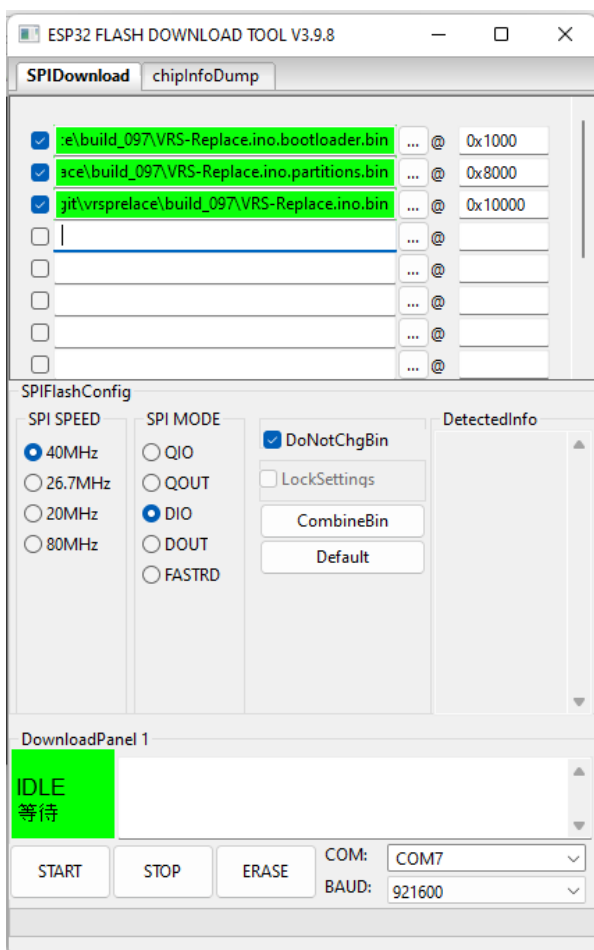 ESP32 FLASH DOWNLOAD TOOL V3.9.8
SPIDownload chipInfoDump
:e\build_097\VRS-Replace.ino.bootloader.bin ... @ 0x1000
ace\build_097\VRS-Replace.ino.partitions.bin ... @ 0x8000
git\vrsprelace\build_097\VRS-Replace.ino.bin ... @ 0x10000
... @
... @
... @
... @
... @
SPIFlashConfig
SPI SPEED
40MHz
26.7MHz
20MHz
80MHz
SPI MODE
QIO
QOUT
DIO
DOUT
FASTRD
DoNotChgBin
LockSettings
CombineBin
Default
DetectedInfo
DownloadPanel 1
IDLE
等待
START STOP ERASE
COM: COM7
BAUD: 921600